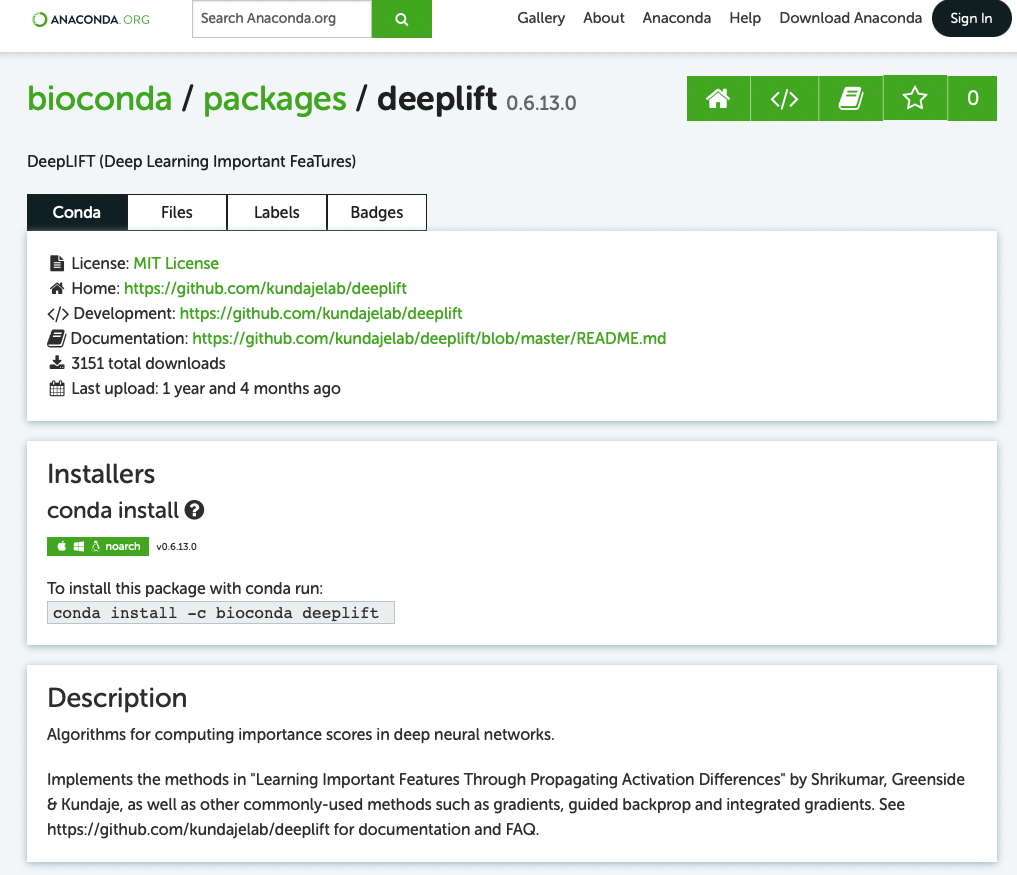 ANACONDA.ORG
Search Anaconda.org
Gallery About Anaconda Help Download Anaconda Sign In
bioconda / packages / deeplift 0.6.13.0
</> 0
DeepLIFT (Deep Learning Important FeaTures)
Conda Files Labels Badges
License: MIT License
Home: https://github.com/kundajelab/deeplift
</> Development: https://github.com/kundajelab/deeplift
Documentation: https://github.com/kundajelab/deeplift/blob/master/README.md
3151 total downloads
Last upload: 1 year and 4 months ago
Installers
conda install ?
noarch v0.6.13.0
To install this package with conda run:
conda install -c bioconda deeplift
Description
Algorithms for computing importance scores in deep neural networks.
Implements the methods in "Learning Important Features Through Propagating Activation Differences" by Shrikumar, Greenside
& Kundaje, as well as other commonly-used methods such as gradients, guided backprop and integrated gradients. See
https://github.com/kundajelab/deeplift for documentation and FAQ.